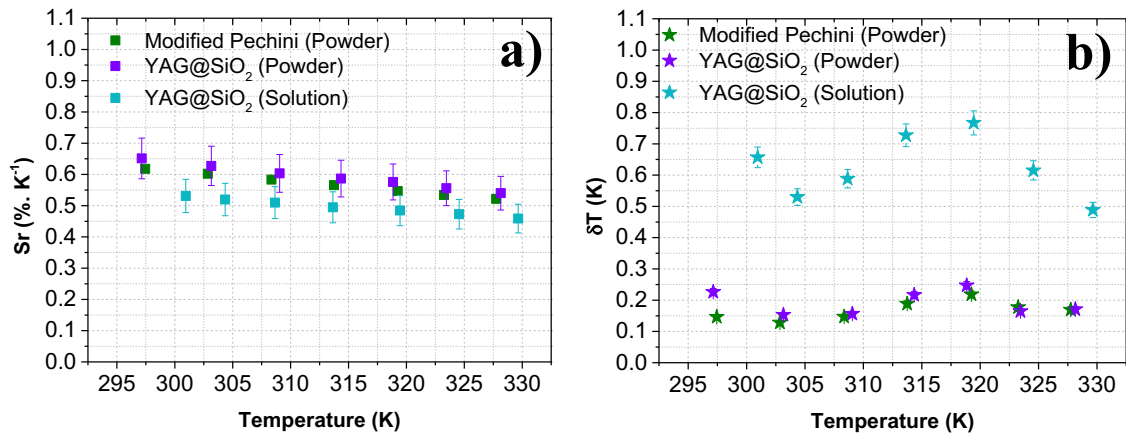 a)
Modified Pechini (Powder)
YAG@SiO₂ (Powder)
YAG@SiO₂ (Solution)
Sr (%. K⁻¹)
1.1
1.0
0.9
0.8
0.7
0.6
0.5
0.4
0.3
0.2
0.1
0.0
295 300 305 310 315 320 325 330
Temperature (K)
b)
Modified Pechini (Powder)
YAG@SiO₂ (Powder)
YAG@SiO₂ (Solution)
δT (K)
1.1
1.0
0.9
0.8
0.7
0.6
0.5
0.4
0.3
0.2
0.1
0.0
295 300 305 310 315 320 325 330
Temperature (K)